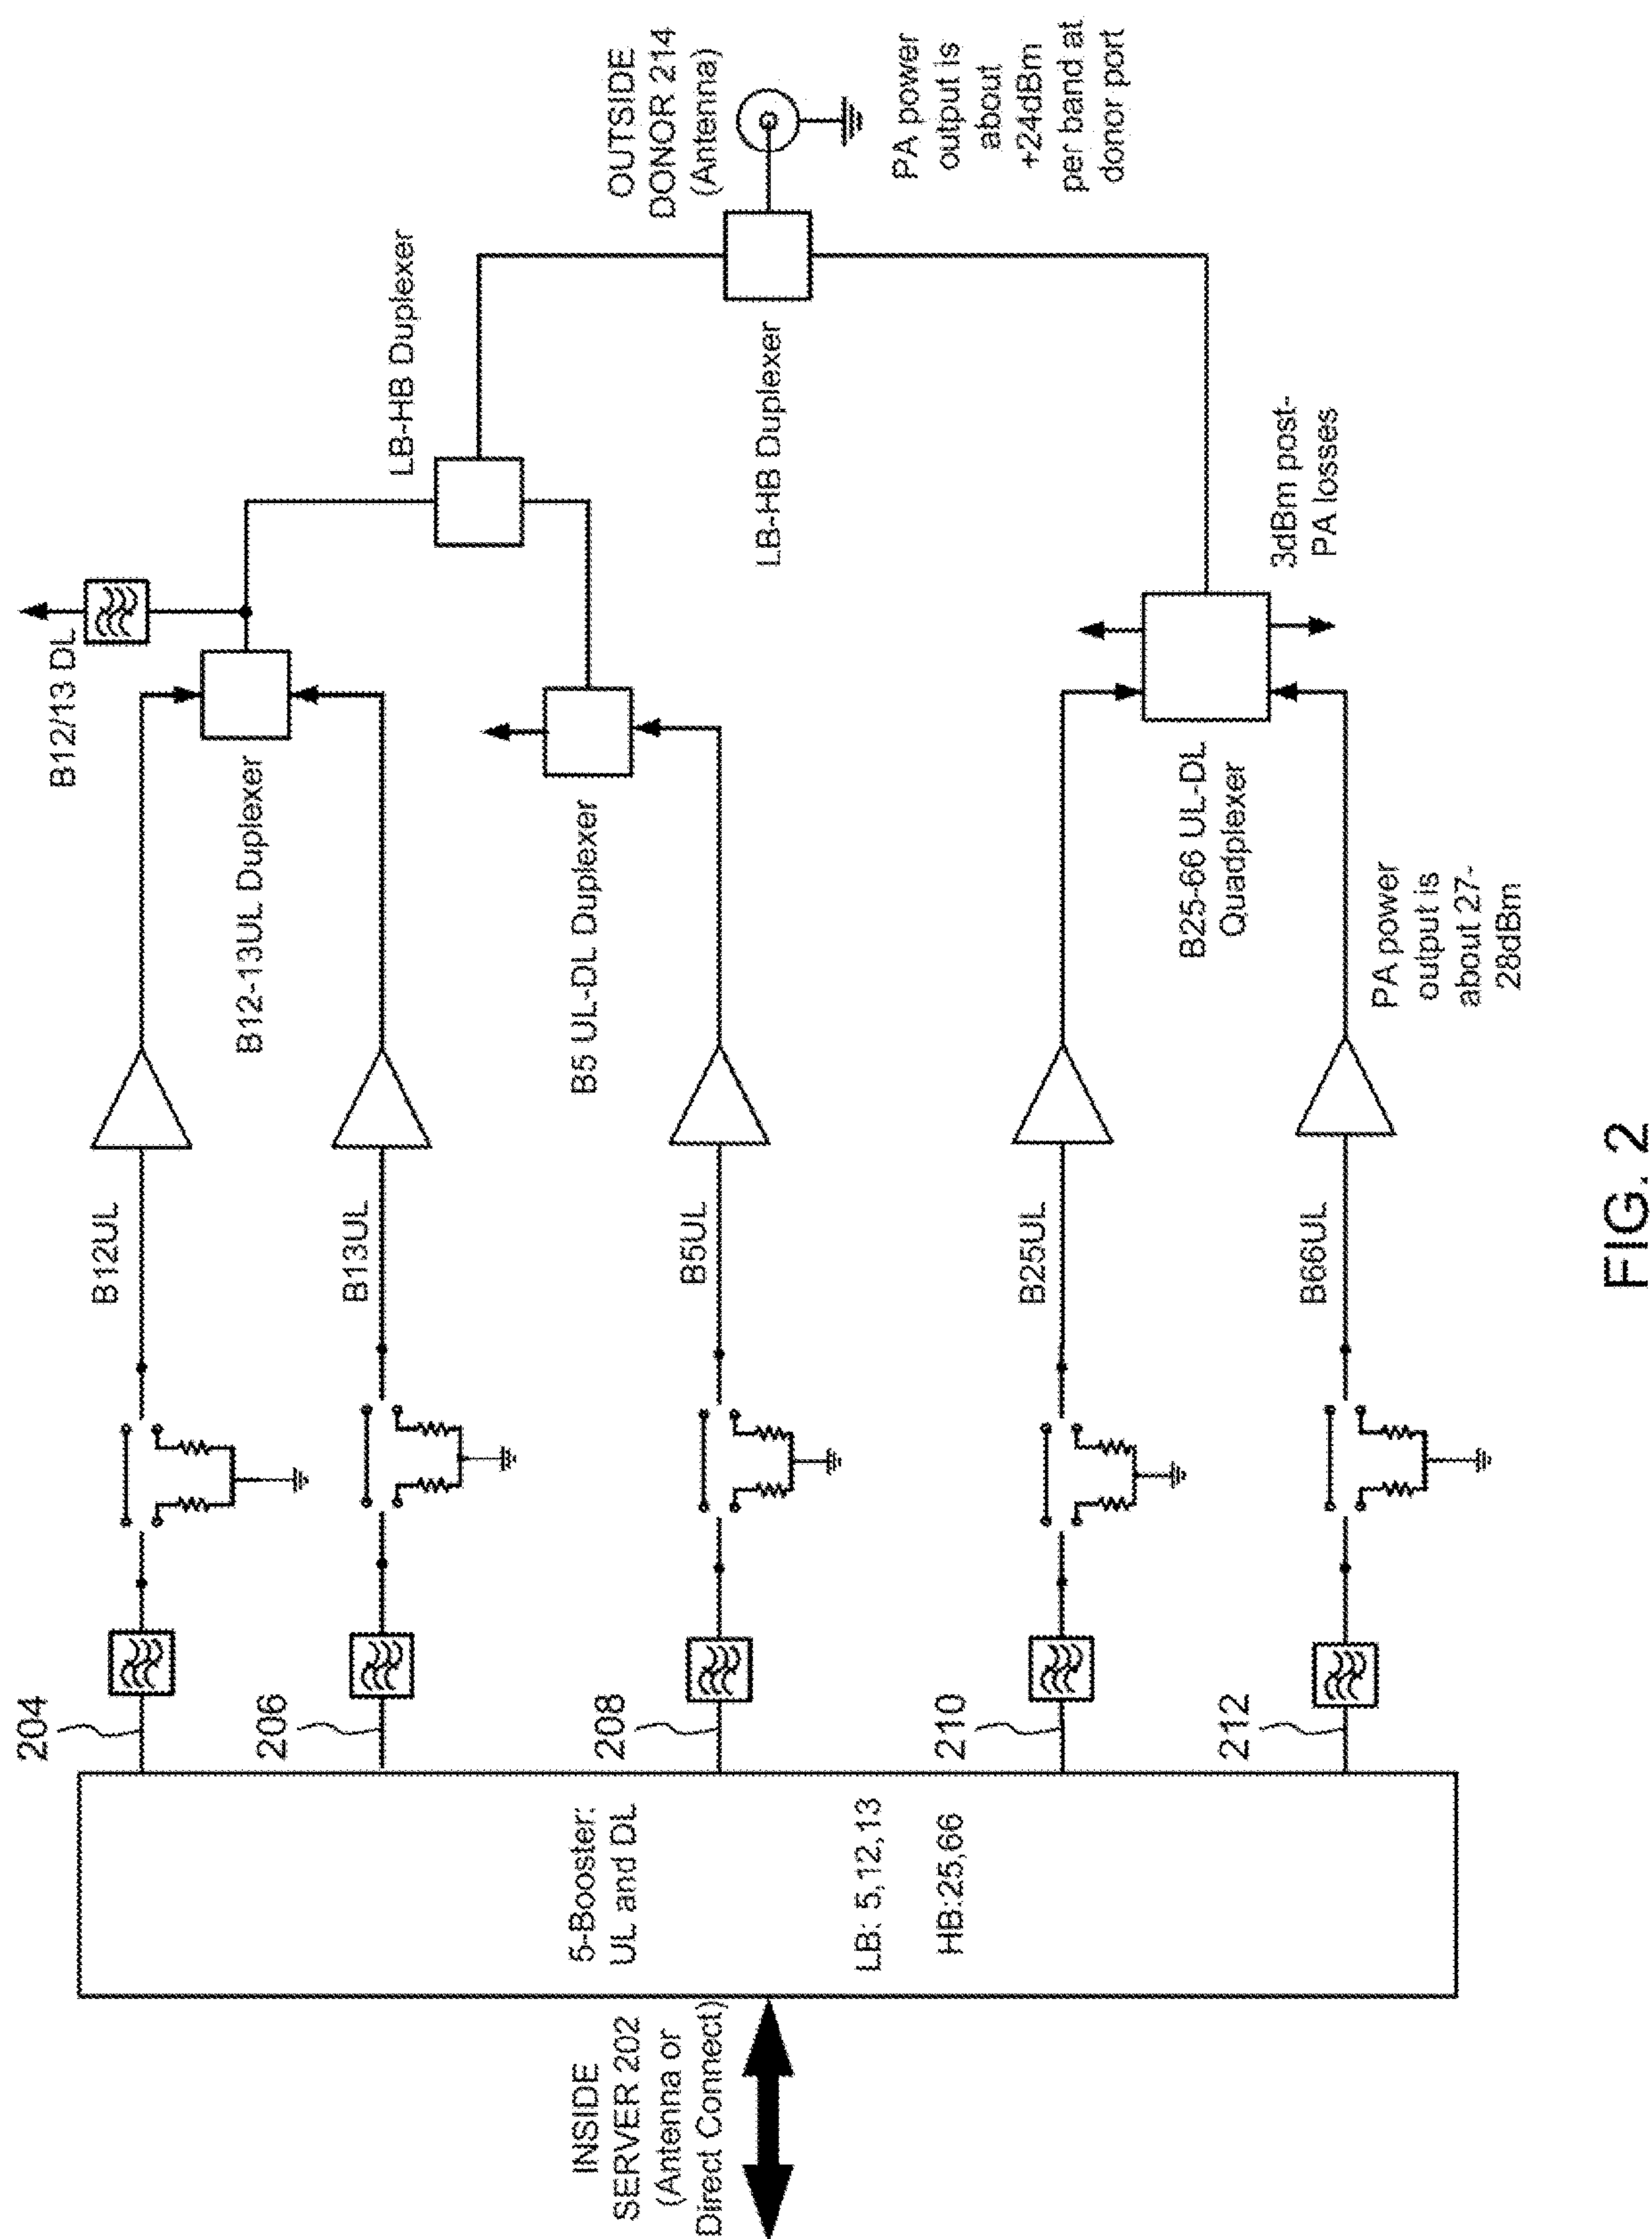 INSIDE
SERVER 202
(Antenna or
Direct Connect)
5-Booster:
UL and DL
LB: 5,12,13
HB:25,66
204
206
208
210
212
B12UL
B13UL
B5UL
B25UL
B66UL
PA power
output is
about 27-
28dBm
B12-13UL Duplexer
B5 UL-DL Duplexer
B25-66 UL-DL
Quadplexer
B12/13 DL
3dBm post-
PA losses
LB-HB Duplexer
LB-HB Duplexer
OUTSIDE
DONOR 214
(Antenna)
PA power
output is
about
+24dBm
per band at
donor port
FIG. 2